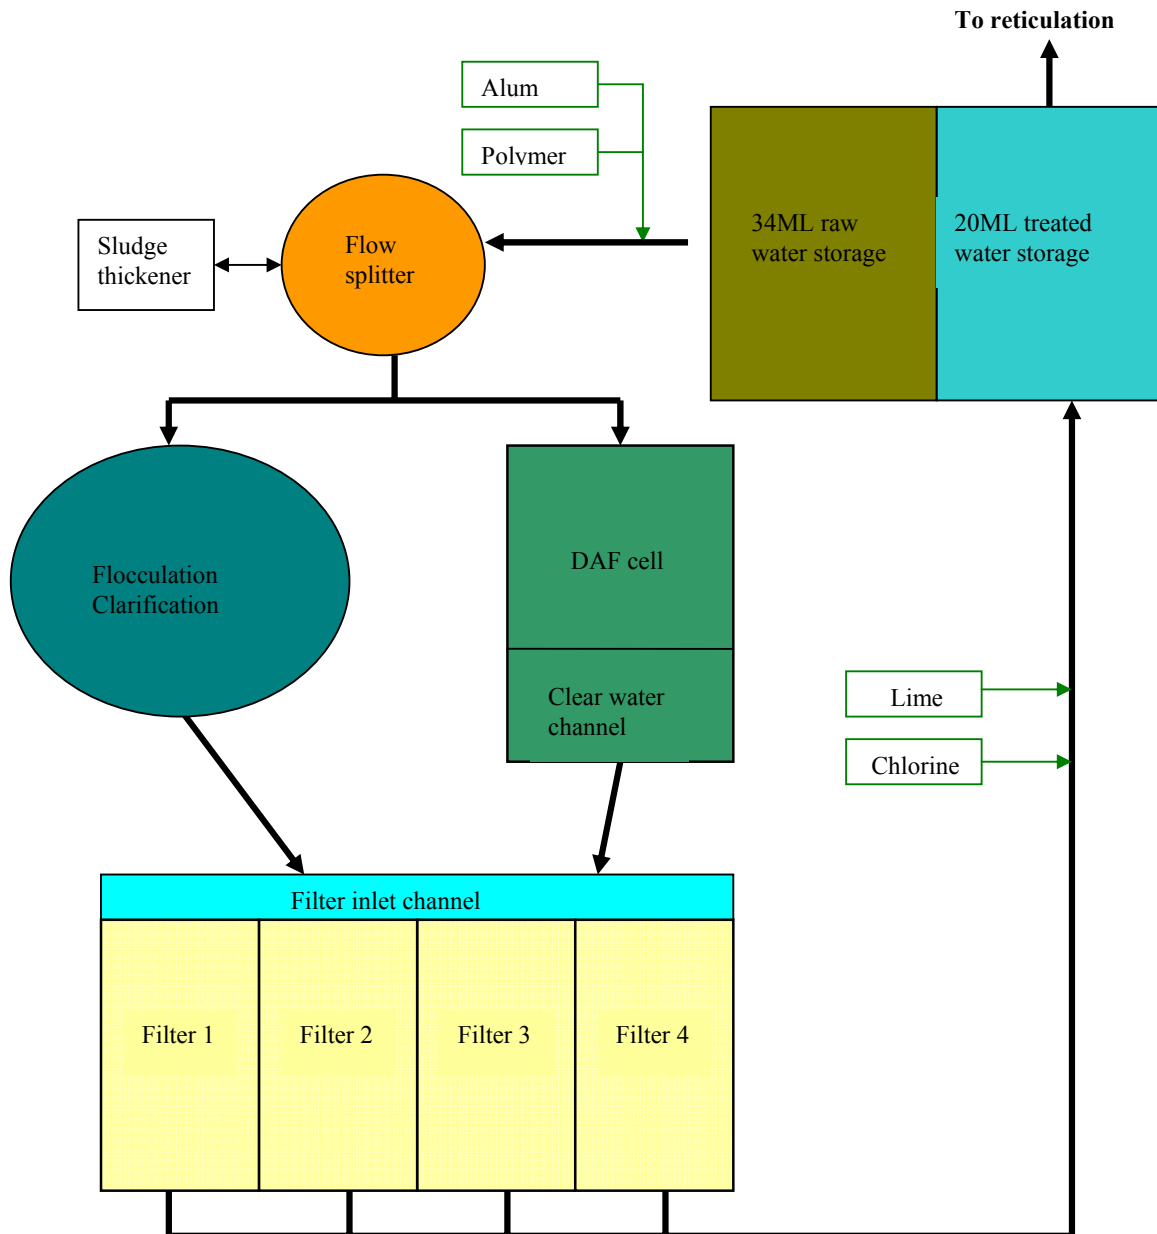 To reticulation
Alum
Polymer
34ML raw
water storage
20ML treated
water storage
Sludge
thickener
Flow
splitter
Flocculation
Clarification
DAF cell
Clear water
channel
Lime
Chlorine
Filter inlet channel
Filter 1
Filter 2
Filter 3
Filter 4